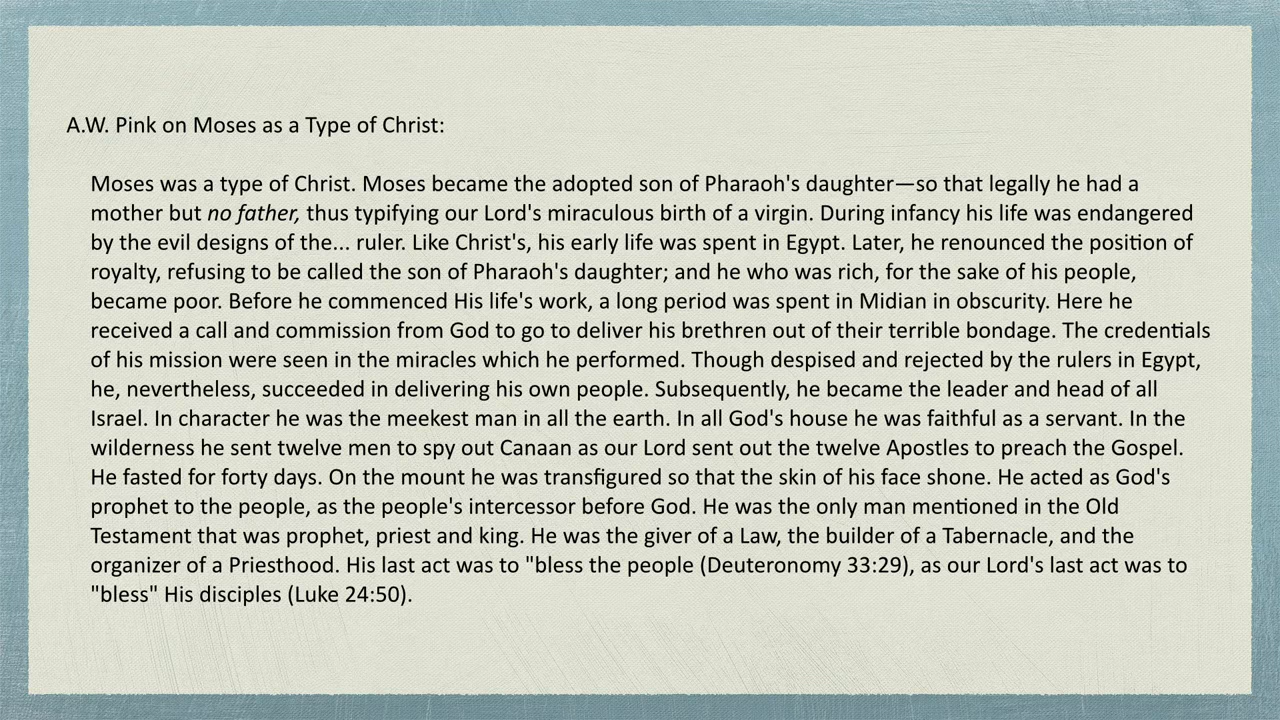 A.W. Pink on Moses as a Type of Christ:
Moses was a type of Christ. Moses became the adopted son of Pharaoh's daughter—so that legally he had a
mother but no father, thus typifying our Lord's miraculous birth of a virgin. During infancy his life was endangered
by the evil designs of the... ruler. Like Christ's, his early life was spent in Egypt. Later, he renounced the position of
royalty, refusing to be called the son of Pharaoh's daughter; and he who was rich, for the sake of his people,
became poor. Before he commenced His life's work, a long period was spent in Midian in obscurity. Here he
received a call and commission from God to go to deliver his brethren out of their terrible bondage. The credentials
of his mission were seen in the miracles which he performed. Though despised and rejected by the rulers in Egypt,
he, nevertheless, succeeded in delivering his own people. Subsequently, he became the leader and head of all
Israel. In character he was the meekest man in all the earth. In all God's house he was faithful as a servant. In the
wilderness he sent twelve men to spy out Canaan as our Lord sent out the twelve Apostles to preach the Gospel.
He fasted for forty days. On the mount he was transfigured so that the skin of his face shone. He acted as God's
prophet to the people, as the people's intercessor before God. He was the only man mentioned in the Old
Testament that was prophet, priest and king. He was the giver of a Law, the builder of a Tabernacle, and the
organizer of a Priesthood. His last act was to "bless the people (Deuteronomy 33:29), as our Lord's last act was to
"bless" His disciples (Luke 24:50).